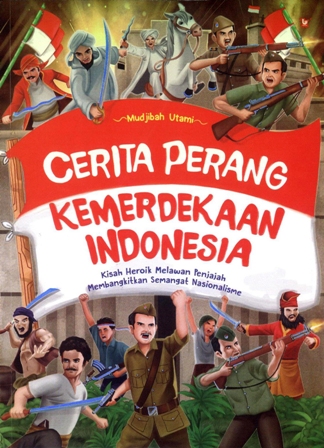 Mudjibah Utami
CERITA PERANG
KEMERDEKAAN
INDONESIA
Kisah Heroik Melawan Penjajah
Membangkitkan Semangat Nasionalisme